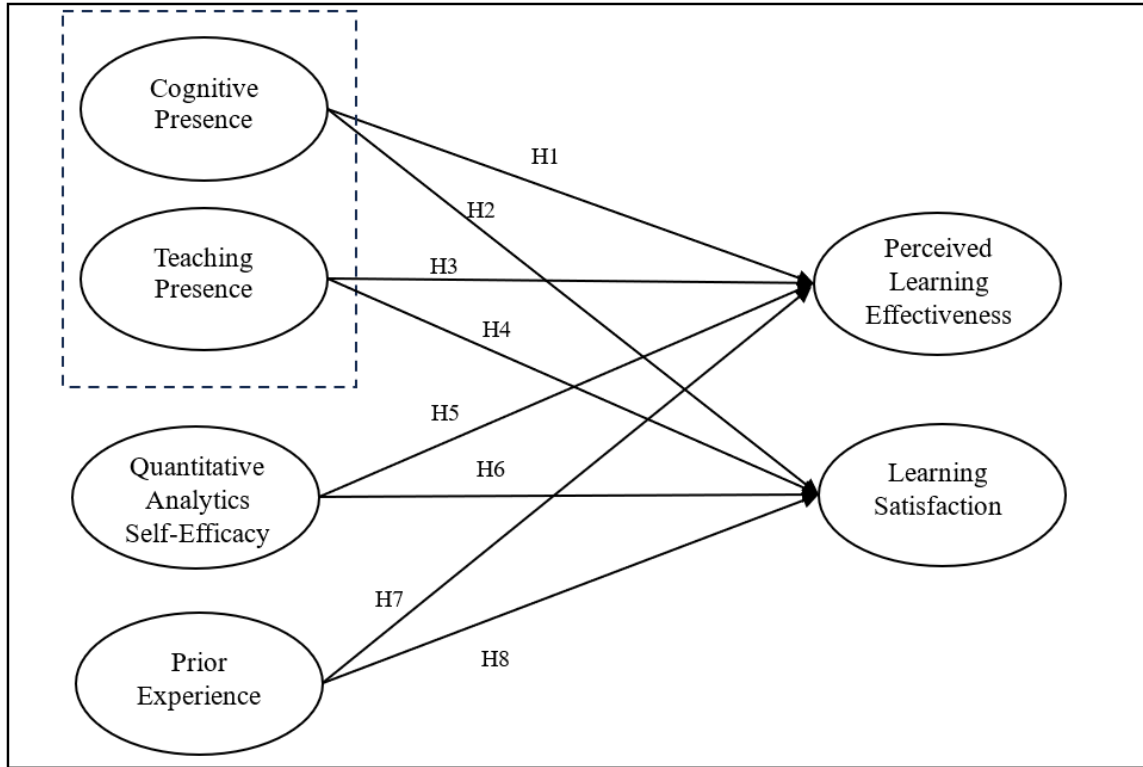 Cognitive
Presence
H1
H2
Teaching
Presence
H3
Perceived
Learning
Effectiveness
H4
H5
Quantitative
Analytics
Self-Efficacy
H6
Learning
Satisfaction
H7
Prior
Experience
H8